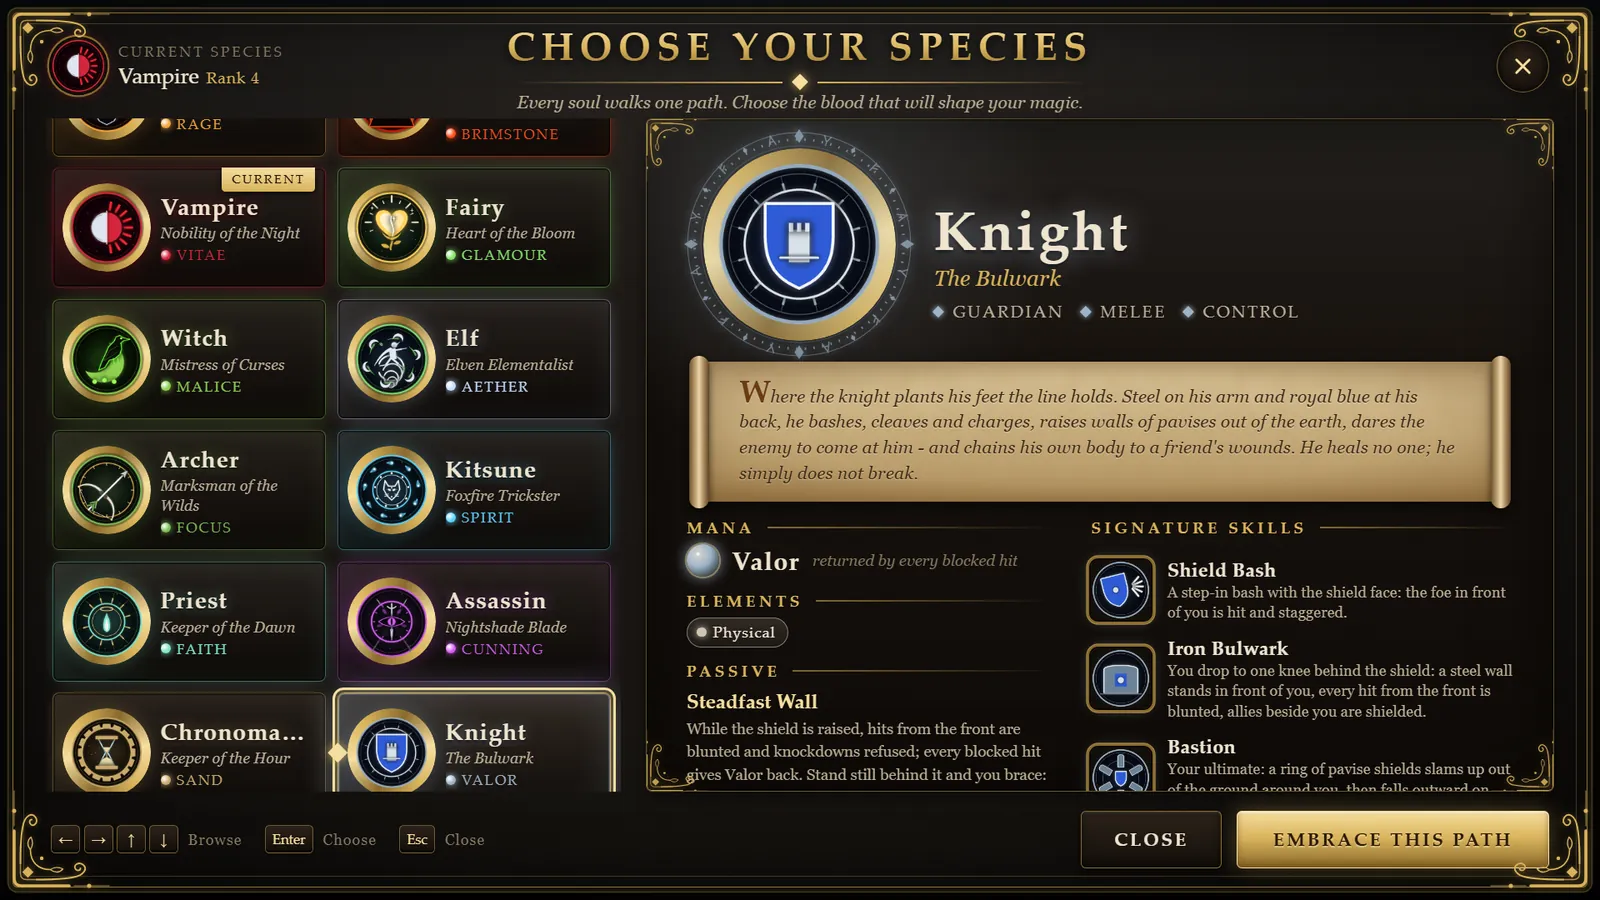 CURRENT SPECIES
Vampire Rank 4
CHOOSE YOUR SPECIES
Every soul walks one path. Choose the blood that will shape your magic.
RAGE
BRIMSTONE
CURRENT
Vampire
Nobility of the Night
VITAE
Fairy
Heart of the Bloom
GLAMOUR
Witch
Mistress of Curses
MALICE
Elf
Elven Elementalist
AETHER
Archer
Marksman of the
Wilds
FOCUS
Kitsune
Foxfire Trickster
SPIRIT
Priest
Keeper of the Dawn
FAITH
Assassin
Nightshade Blade
CUNNING
Chronoma...
Keeper of the Hour
SAND
Knight
The Bulwark
VALOR
Knight
The Bulwark
GUARDIAN MELEE CONTROL
Where the knight plants his feet the line holds. Steel on his arm and royal blue at his
back, he bashes, cleaves and charges, raises walls of pavises out of the earth, dares the
enemy to come at him - and chains his own body to a friend's wounds. He heals no one; he
simply does not break.
MANA
Valor returned by every blocked hit
ELEMENTS
Physical
PASSIVE
Steadfast Wall
While the shield is raised, hits from the front are
blunted and knockdowns refused; every blocked hit
gives Valor back. Stand still behind it and you brace:
SIGNATURE SKILLS
Shield Bash
A step-in bash with the shield face: the foe in front
of you is hit and staggered.
Iron Bulwark
You drop to one knee behind the shield: a steel wall
stands in front of you, every hit from the front is
blunted, allies beside you are shielded.
Bastion
Your ultimate: a ring of pavise shields slams up out
of the ground around you, then falls outward on
← → ↑ ↓ Browse Enter Choose Esc Close
CLOSE
EMBRACE THIS PATH